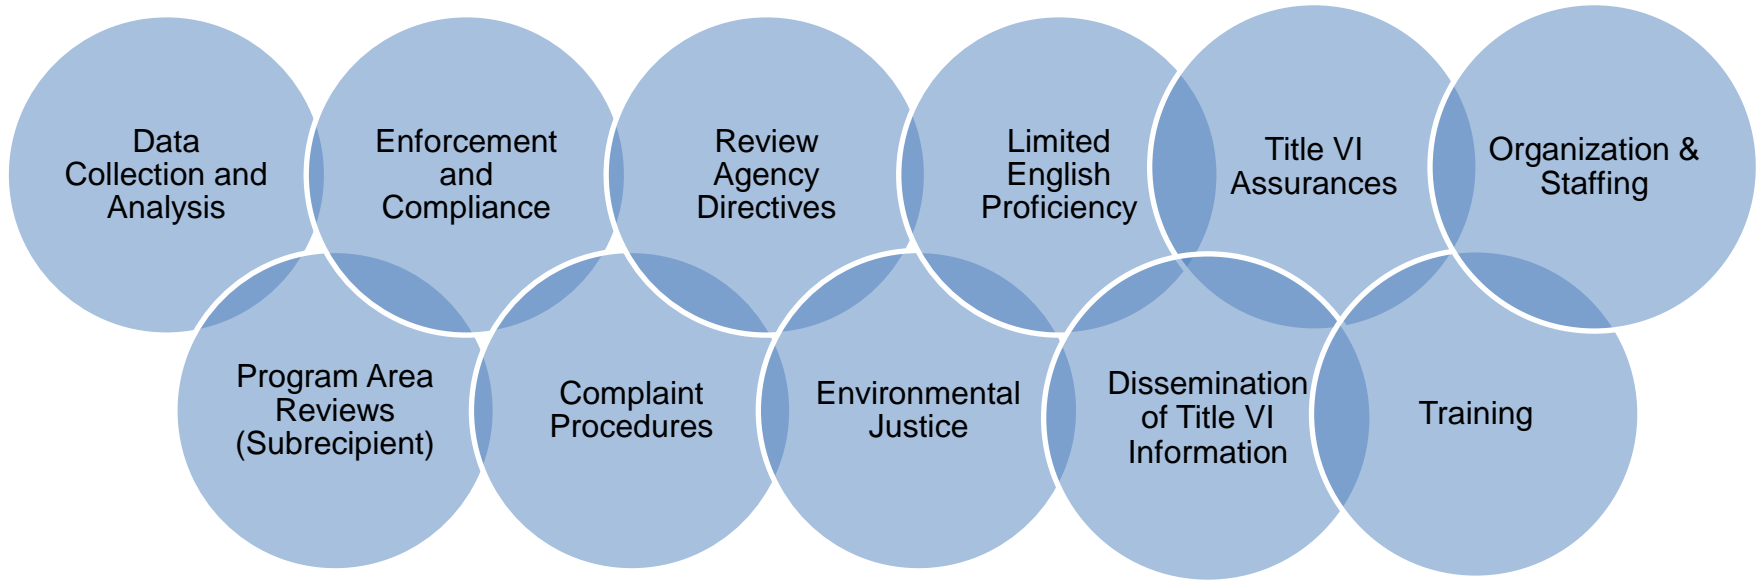 Data
Collection and
Analysis
Enforcement
and
Compliance
Review
Agency
Directives
Limited
English
Proficiency
Title VI
Assurances
Organization &
Staffing
Program Area
Reviews
(Subrecipient)
Complaint
Procedures
Environmental
Justice
Dissemination
of Title VI
Information
Training